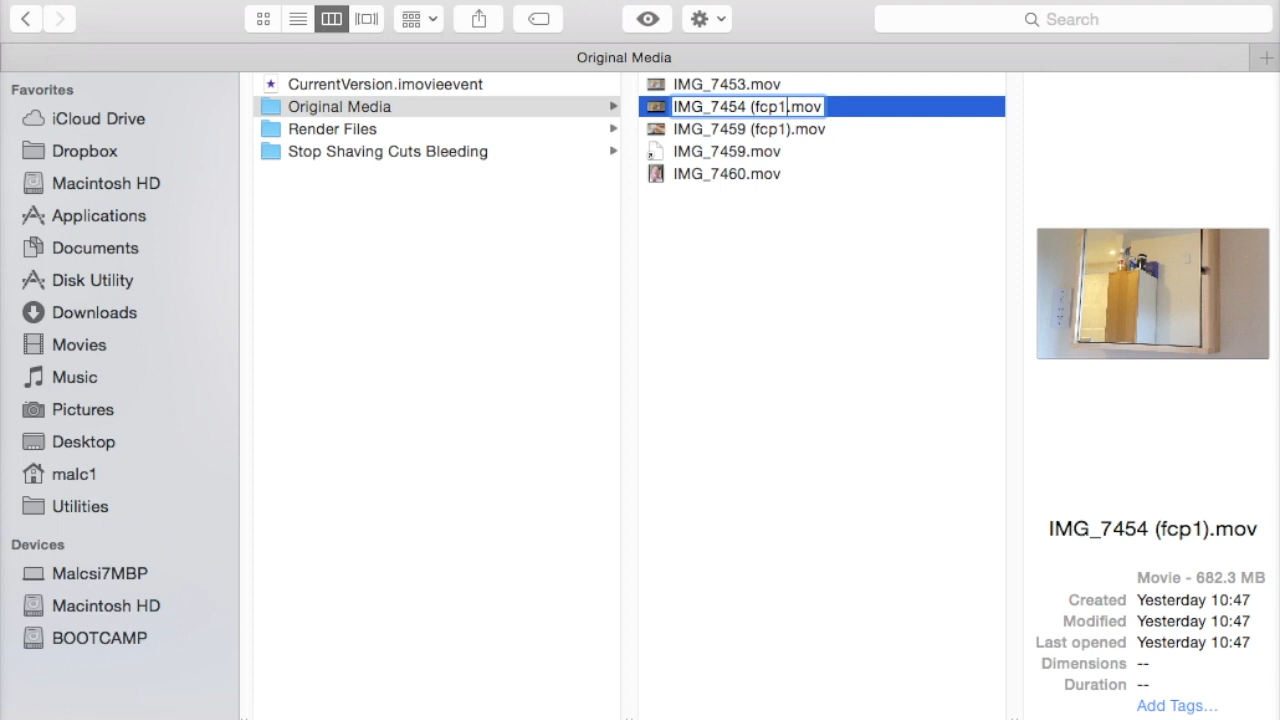 Search
Original Media
Favorites
iCloud Drive
Dropbox
Macintosh HD
Applications
Documents
Disk Utility
Downloads
Movies
Music
Pictures
Desktop
malc1
Utilities
Devices
Malcsi7MBP
Macintosh HD
BOOTCAMP
CurrentVersion.imovieevent
Original Media
Render Files
Stop Shaving Cuts Bleeding
IMG_7453.mov
IMG_7454 (fcp1.mov
IMG_7459 (fcp1).mov
IMG_7459.mov
IMG_7460.mov
IMG_7454 (fcp1).mov
Movie - 682.3 MB
Created Yesterday 10:47
Modified Yesterday 10:47
Last opened Yesterday 10:47
Dimensions --
Duration --
Add Tags...